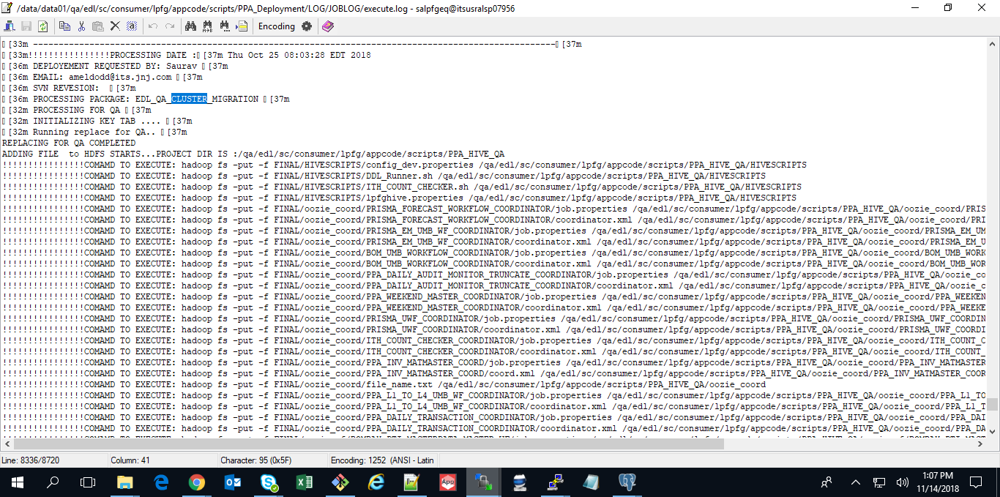 /data/data01/qa/edl/sc/consumer/lpfg/appcode/scripts/PPA_Deployment/LOG/JOBLOG/execute.log - salpfgeq@itsusralsp07956
Encoding
[33m ------------------------------------------------------------------------------------------------------[37m
[33m!!!!!!!!!!!!!!!!PROCESSING DATE :[37m Thu Oct 25 08:03:28 EDT 2018
[36m DEPLOYEMENT REQUESTED BY: Saurav [37m
[36m EMAIL: ameldodd@its.jnj.com [37m
[36m SVN REVESION:  [37m
[36m PROCESSING PACKAGE: EDL_QA_CLUSTER_MIGRATION [37m
[32m PROCESSING FOR QA [37m
[32m INITIALIZING KEY TAB .... [37m
[32m Running replace for QA.. [37m
REPLACING FOR QA COMPLETED
ADDING FILE  to HDFS STARTS...PROJECT DIR IS :/qa/edl/sc/consumer/lpfg/appcode/scripts/PPA_HIVE_QA
!!!!!!!!!!!!!!!!COMAMD TO EXECUTE: hadoop fs -put -f FINAL/HIVESCRIPTS/config_dev.properties /qa/edl/sc/consumer/lpfg/appcode/scripts/PPA_HIVE_QA/HIVESCRIPTS
!!!!!!!!!!!!!!!!COMAMD TO EXECUTE: hadoop fs -put -f FINAL/HIVESCRIPTS/DDL_Runner.sh /qa/edl/sc/consumer/lpfg/appcode/scripts/PPA_HIVE_QA/HIVESCRIPTS
!!!!!!!!!!!!!!!!COMAMD TO EXECUTE: hadoop fs -put -f FINAL/HIVESCRIPTS/ITH_COUNT_CHECKER.sh /qa/edl/sc/consumer/lpfg/appcode/scripts/PPA_HIVE_QA/HIVESCRIPTS
!!!!!!!!!!!!!!!!COMAMD TO EXECUTE: hadoop fs -put -f FINAL/HIVESCRIPTS/lpfghive.properties /qa/edl/sc/consumer/lpfg/appcode/scripts/PPA_HIVE_QA/HIVESCRIPTS
!!!!!!!!!!!!!!!!COMAMD TO EXECUTE: hadoop fs -put -f FINAL/oozie_coord/PRISMA_FORECAST_WORKFLOW_COORDINATOR/job.properties /qa/edl/sc/consumer/lpfg/appcode/scripts/PPA_HIVE_QA/oozie_coord/PRIS
!!!!!!!!!!!!!!!!COMAMD TO EXECUTE: hadoop fs -put -f FINAL/oozie_coord/PRISMA_FORECAST_WORKFLOW_COORDINATOR/coordinator.xml /qa/edl/sc/consumer/lpfg/appcode/scripts/PPA_HIVE_QA/oozie_coord/PRI
!!!!!!!!!!!!!!!!COMAMD TO EXECUTE: hadoop fs -put -f FINAL/oozie_coord/PRISMA_EM_UMB_WF_COORDINATOR/job.properties /qa/edl/sc/consumer/lpfg/appcode/scripts/PPA_HIVE_QA/oozie_coord/PRISMA_EM_UM
!!!!!!!!!!!!!!!!COMAMD TO EXECUTE: hadoop fs -put -f FINAL/oozie_coord/PRISMA_EM_UMB_WF_COORDINATOR/coordinator.xml /qa/edl/sc/consumer/lpfg/appcode/scripts/PPA_HIVE_QA/oozie_coord/PRISMA_EM_U
!!!!!!!!!!!!!!!!COMAMD TO EXECUTE: hadoop fs -put -f FINAL/oozie_coord/BOM_UMB_WORKFLOW_COORDINATOR/job.properties /qa/edl/sc/consumer/lpfg/appcode/scripts/PPA_HIVE_QA/oozie_coord/BOM_UMB_WORK
!!!!!!!!!!!!!!!!COMAMD TO EXECUTE: hadoop fs -put -f FINAL/oozie_coord/BOM_UMB_WORKFLOW_COORDINATOR/coordinator.xml /qa/edl/sc/consumer/lpfg/appcode/scripts/PPA_HIVE_QA/oozie_coord/BOM_UMB_WOR
!!!!!!!!!!!!!!!!COMAMD TO EXECUTE: hadoop fs -put -f FINAL/oozie_coord/PPA_DAILY_AUDIT_MONITOR_TRUNCATE_COORDINATOR/job.properties /qa/edl/sc/consumer/lpfg/appcode/scripts/PPA_HIVE_QA/oozie_co
!!!!!!!!!!!!!!!!COMAMD TO EXECUTE: hadoop fs -put -f FINAL/oozie_coord/PPA_DAILY_AUDIT_MONITOR_TRUNCATE_COORDINATOR/coordinator.xml /qa/edl/sc/consumer/lpfg/appcode/scripts/PPA_HIVE_QA/oozie_c
!!!!!!!!!!!!!!!!COMAMD TO EXECUTE: hadoop fs -put -f FINAL/oozie_coord/PPA_WEEKEND_MASTER_COORDINATOR/job.properties /qa/edl/sc/consumer/lpfg/appcode/scripts/PPA_HIVE_QA/oozie_coord/PPA_WEEKEN
!!!!!!!!!!!!!!!!COMAMD TO EXECUTE: hadoop fs -put -f FINAL/oozie_coord/PPA_WEEKEND_MASTER_COORDINATOR/coordinator.xml /qa/edl/sc/consumer/lpfg/appcode/scripts/PPA_HIVE_QA/oozie_coord/PPA_WEEKE
!!!!!!!!!!!!!!!!COMAMD TO EXECUTE: hadoop fs -put -f FINAL/oozie_coord/PRISMA_UWF_COORDINATOR/job.properties /qa/edl/sc/consumer/lpfg/appcode/scripts/PPA_HIVE_QA/oozie_coord/PRISMA_UWF_COORDIN
!!!!!!!!!!!!!!!!COMAMD TO EXECUTE: hadoop fs -put -f FINAL/oozie_coord/PRISMA_UWF_COORDINATOR/coordinator.xml /qa/edl/sc/consumer/lpfg/appcode/scripts/PPA_HIVE_QA/oozie_coord/PRISMA_UWF_COORDI
!!!!!!!!!!!!!!!!COMAMD TO EXECUTE: hadoop fs -put -f FINAL/oozie_coord/ITH_COUNT_CHECKER_COORDINATOR/job.properties /qa/edl/sc/consumer/lpfg/appcode/scripts/PPA_HIVE_QA/oozie_coord/ITH_COUNT_C
!!!!!!!!!!!!!!!!COMAMD TO EXECUTE: hadoop fs -put -f FINAL/oozie_coord/ITH_COUNT_CHECKER_COORDINATOR/coordinator.xml /qa/edl/sc/consumer/lpfg/appcode/scripts/PPA_HIVE_QA/oozie_coord/ITH_COUNT_
!!!!!!!!!!!!!!!!COMAMD TO EXECUTE: hadoop fs -put -f FINAL/oozie_coord/PPA_INV_MATMASTER_COORD/job.properties /qa/edl/sc/consumer/lpfg/appcode/scripts/PPA_HIVE_QA/oozie_coord/PPA_INV_MATMASTER
!!!!!!!!!!!!!!!!COMAMD TO EXECUTE: hadoop fs -put -f FINAL/oozie_coord/PPA_INV_MATMASTER_COORD/coord.xml /qa/edl/sc/consumer/lpfg/appcode/scripts/PPA_HIVE_QA/oozie_coord/PPA_INV_MATMASTER_COOR
!!!!!!!!!!!!!!!!COMAMD TO EXECUTE: hadoop fs -put -f FINAL/oozie_coord/file_name.txt /qa/edl/sc/consumer/lpfg/appcode/scripts/PPA_HIVE_QA/oozie_coord
!!!!!!!!!!!!!!!!COMAMD TO EXECUTE: hadoop fs -put -f FINAL/oozie_coord/PPA_L1_TO_L4_UMB_WF_COORDINATOR/job.properties /qa/edl/sc/consumer/lpfg/appcode/scripts/PPA_HIVE_QA/oozie_coord/PPA_L1_TO
!!!!!!!!!!!!!!!!COMAMD TO EXECUTE: hadoop fs -put -f FINAL/oozie_coord/PPA_L1_TO_L4_UMB_WF_COORDINATOR/coordinator.xml /qa/edl/sc/consumer/lpfg/appcode/scripts/PPA_HIVE_QA/oozie_coord/PPA_L1_T
!!!!!!!!!!!!!!!!COMAMD TO EXECUTE: hadoop fs -put -f FINAL/oozie_coord/PPA_DAILY_TRANSACTION_COORDINATOR/job.properties /qa/edl/sc/consumer/lpfg/appcode/scripts/PPA_HIVE_QA/oozie_coord/PPA_DAI
!!!!!!!!!!!!!!!!COMAMD TO EXECUTE: hadoop fs -put -f FINAL/oozie_coord/PPA_DAILY_TRANSACTION_COORDINATOR/coordinator.xml /qa/edl/sc/consumer/lpfg/appcode/scripts/PPA_HIVE_QA/oozie_coord/PPA_DA
Line: 8336/8720 Column: 41 Character: 95 (0x5F) Encoding: 1252 (ANSI - Latin
App
1:07 PM
11/14/2018